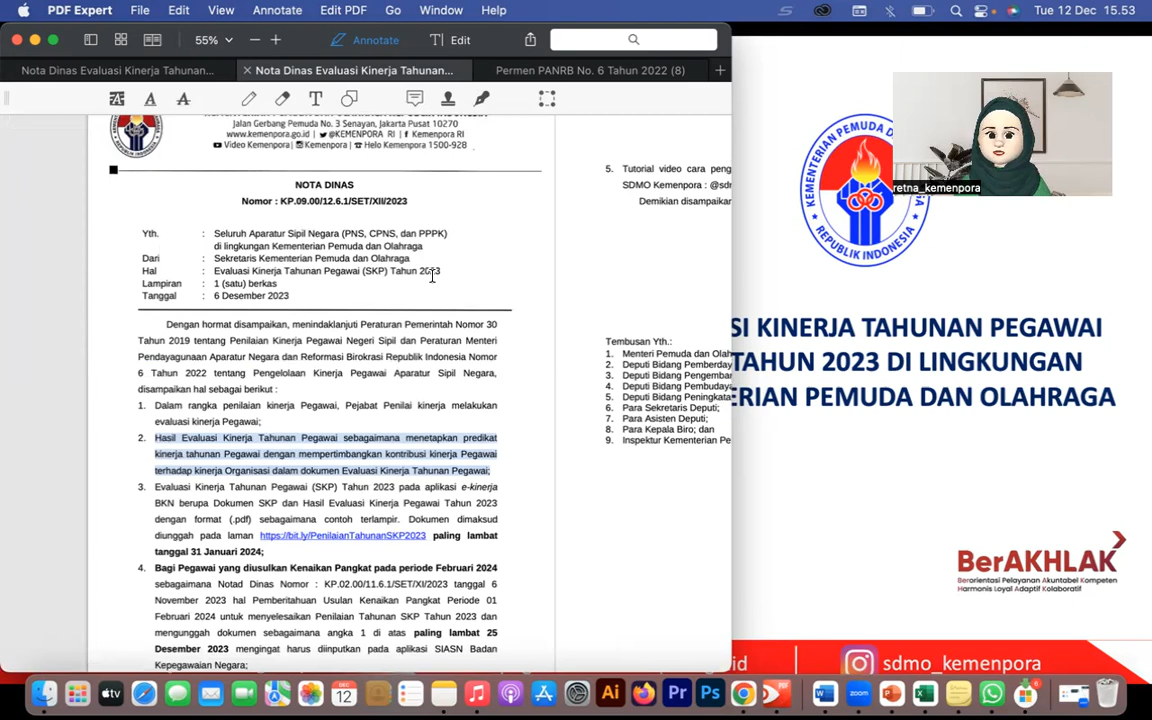 PDF Expert File Edit View Annotate Edit PDF Go Window Help Tue 12 Dec 15.53
55% Annotate Edit
Nota Dinas Evaluasi Kinerja Tahunan... Nota Dinas Evaluasi Kinerja Tahunan... Permen PANRB No. 6 Tahun 2022 (8)
Jalan Gerbang Pemuda No. 3 Senayan, Jakarta Pusat 10270
www.kemenpora.go.id | @KEMENPORA RI | Kemenpora RI
Video Kemenpora| Kemenpora | Helo Kemenpora 1500-928
NOTA DINAS
Nomor : KP.09.00/12.6.1/SET/XII/2023
Yth. : Seluruh Aparatur Sipil Negara (PNS, CPNS, dan PPPK)
di lingkungan Kementerian Pemuda dan Olahraga
Dari : Sekretaris Kementerian Pemuda dan Olahraga
Hal : Evaluasi Kinerja Tahunan Pegawai (SKP) Tahun 2023
Lampiran : 1 (satu) berkas
Tanggal : 6 Desember 2023
Dengan hormat disampaikan, menindaklanjuti Peraturan Pemerintah Nomor 30
Tahun 2019 tentang Penilaian Kinerja Pegawai Negeri Sipil dan Peraturan Menteri
Pendayagunaan Aparatur Negara dan Reformasi Birokrasi Republik Indonesia Nomor
6 Tahun 2022 tentang Pengelolaan Kinerja Pegawai Aparatur Sipil Negara,
disampaikan hal sebagai berikut :
1. Dalam rangka penilaian kinerja Pegawai, Pejabat Penilai kinerja melakukan
evaluasi kinerja Pegawai;
2. Hasil Evaluasi Kinerja Tahunan Pegawai sebagaimana menetapkan predikat
kinerja tahunan Pegawai dengan mempertimbangkan kontribusi kinerja Pegawai
terhadap kinerja Organisasi dalam dokumen Evaluasi Kinerja Tahunan Pegawai;
3. Evaluasi Kinerja Tahunan Pegawai (SKP) Tahun 2023 pada aplikasi e-kinerja
BKN berupa Dokumen SKP dan Hasil Evaluasi Kinerja Pegawai Tahun 2023
dengan format (.pdf) sebagaimana contoh terlampir. Dokumen dimaksud
diunggah pada laman https://bit.ly/PenilaianTahunanSKP2023 paling lambat
tanggal 31 Januari 2024;
4. Bagi Pegawai yang diusulkan Kenaikan Pangkat pada periode Februari 2024
sebagaimana Notad Dinas Nomor : KP.02.00/11.6.1/SET/XI/2023 tanggal 6
November 2023 hal Pemberitahuan Usulan Kenaikan Pangkat Periode 01
Februari 2024 untuk menyelesaikan Penilaian Tahunan SKP Tahun 2023 dan
mengunggah dokumen sebagaimana angka 1 di atas paling lambat 25
Desember 2023 mengingat harus diinputkan pada aplikasi SIASN Badan
Kepegawaian Negara;
5. Tutorial video cara peng
SDMO Kemenpora : @sdr
Demikian disampaikan
Tembusan Yth.:
1. Menteri Pemuda dan Olah
2. Deputi Bidang Pemberday
3. Deputi Bidang Pengemban
4. Deputi Bidang Pembuday
5. Deputi Bidang Peningkata
6. Para Sekretaris Deputi;
7. Para Asisten Deputi;
8. Para Kepala Biro; dan
9. Inspektur Kementerian Pe
KEMENTERIAN PEMUDA
REPUBLIK INDONESIA
retna_kemenpora
SI KINERJA TAHUNAN PEGAWAI
TAHUN 2023 DI LINGKUNGAN
ERIAN PEMUDA DAN OLAHRAGA
BerAKHLAK
Berorientasi Pelayanan Akuntabel Kompeten
Harmonis Loyal Adaptif Kolaboratif
id
sdmo_kemenpora
tv
DEC
12
Ai Pr Ps W zoom P X